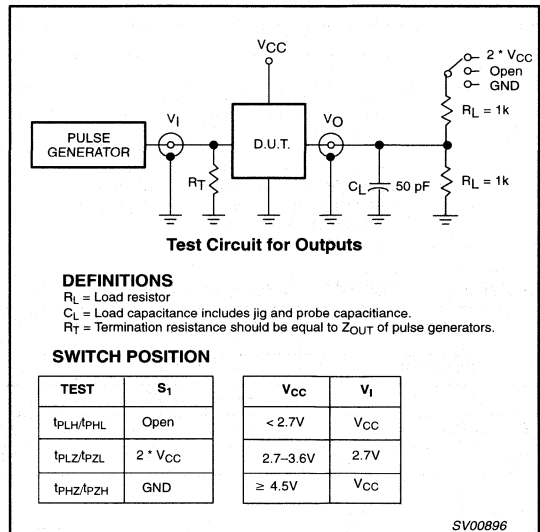 VCC
2 * VCC
Open
GND
VI
VO
RL = 1k
PULSE
GENERATOR
D.U.T.
RT
CL
50 pF
RL = 1k
Test Circuit for Outputs
DEFINITIONS
RL = Load resistor
CL = Load capacitance includes jig and probe capacitiance.
RT = Termination resistance should be equal to ZOUT of pulse generators.
SWITCH POSITION
TEST S1
tPLH/tPHL Open
tPLZ/tPZL 2 * VCC
tPHZ/tPZH GND
VCC VI
< 2.7V VCC
2.7–3.6V 2.7V
≥ 4.5V VCC
SV00896